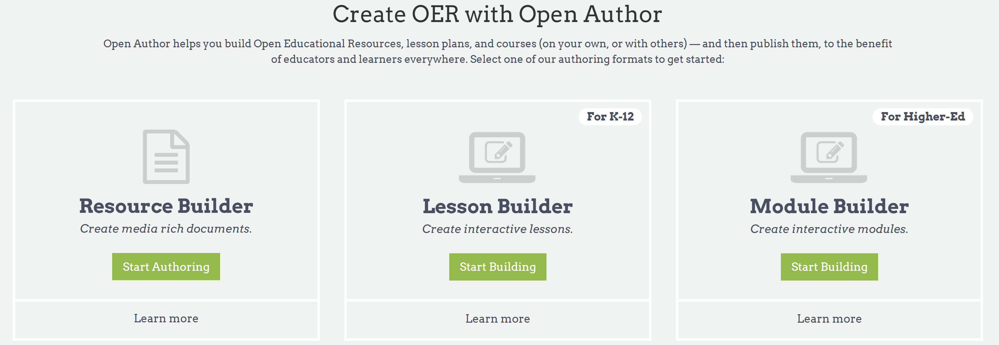 Create OER with Open Author
Open Author helps you build Open Educational Resources, lesson plans, and courses (on your own, or with others) — and then publish them, to the benefit
of educators and learners everywhere. Select one of our authoring formats to get started:
Resource Builder
Create media rich documents.
Start Authoring
Learn more
For K-12
Lesson Builder
Create interactive lessons.
Start Building
Learn more
For Higher-Ed
Module Builder
Create interactive modules.
Start Building
Learn more